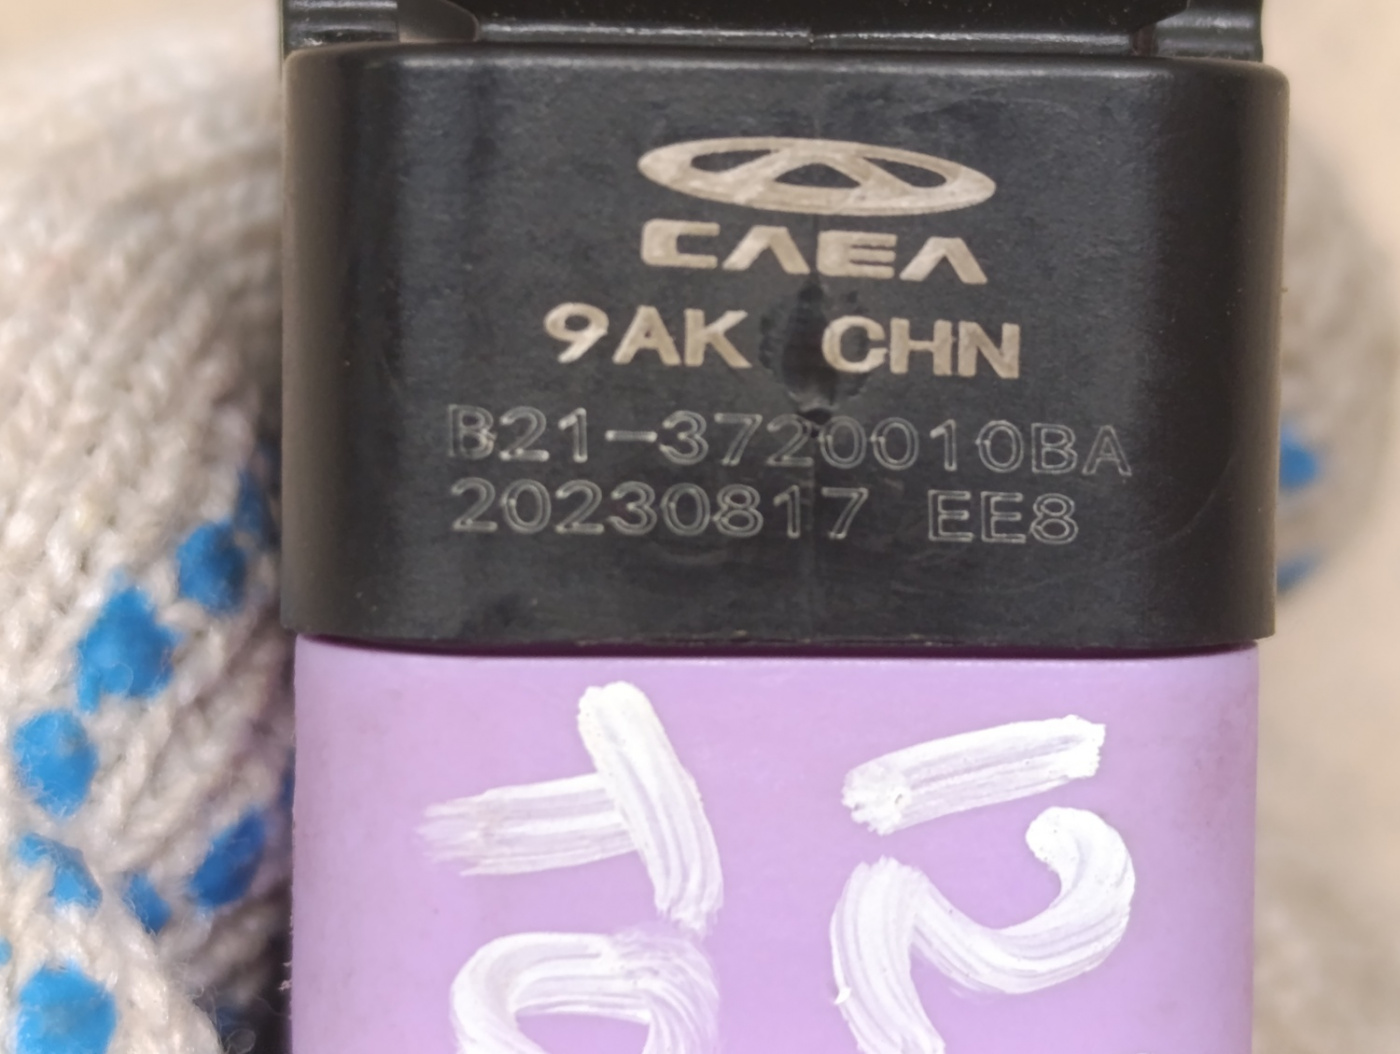 CAEA
9AK CHN
B21-3720010BA
20230817 EE8